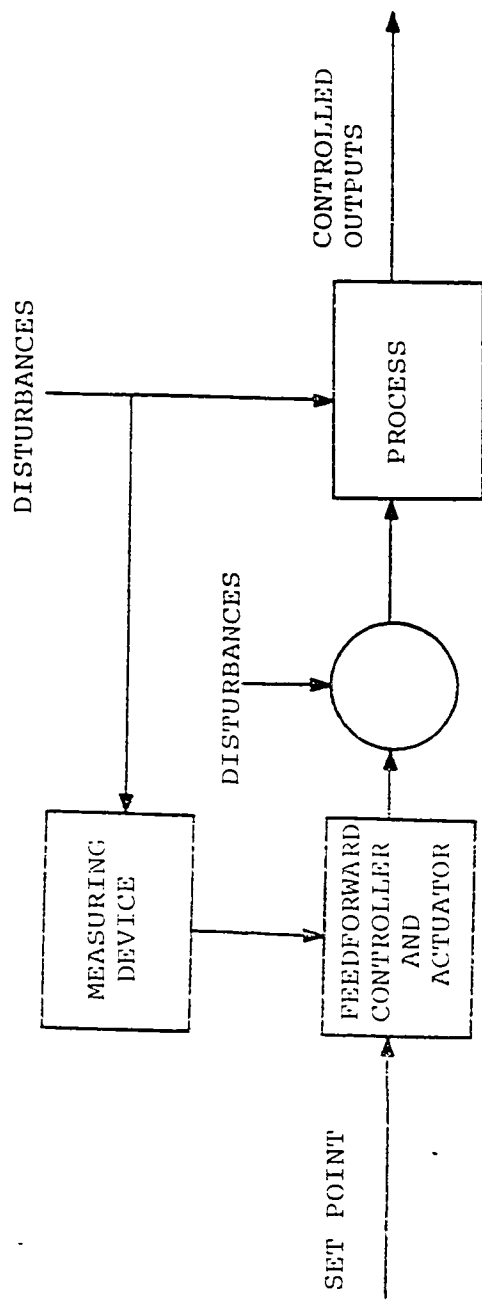 DISTURBANCES
MEASURING
DEVICE
DISTURBANCES
CONTROLLED
OUTPUTS
SET POINT
FEEDFORWARD
CONTROLLER
AND
ACTUATOR
PROCESS